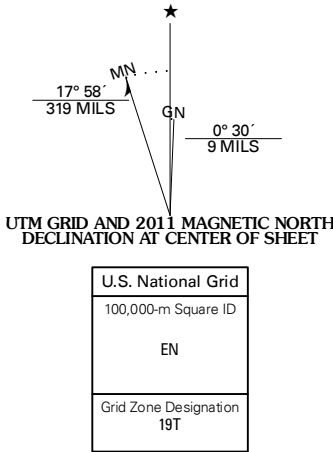 ★
MN
GN
17° 58´
319 MILS
0° 30´
9 MILS
UTM GRID AND 2011 MAGNETIC NORTH
DECLINATION AT CENTER OF SHEET
U.S. National Grid
100,000-m Square ID
EN
Grid Zone Designation
19T